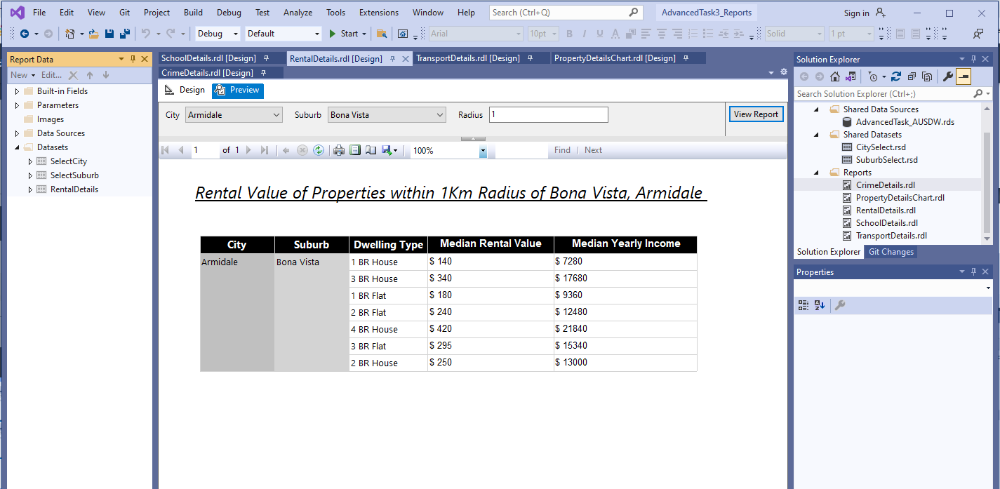 File Edit View Git Project Build Debug Test Analyze Tools Extensions Window Help Search (Ctrl+Q) AdvancedTask3_Reports Sign in
Debug Default Start Arial 10pt B I U A Solid 1 pt
Report Data
New Edit...
Built-in Fields
Parameters
Images
Data Sources
Datasets
SelectCity
SelectSuburb
RentalDetails
SchoolDetails.rdl [Design] RentalDetails.rdl [Design] TransportDetails.rdl [Design] PropertyDetailsChart.rdl [Design]
CrimeDetails.rdl [Design]
Design Preview
City Armidale Suburb Bona Vista Radius 1 View Report
1 of 1 100% Find | Next
Rental Value of Properties within 1Km Radius of Bona Vista, Armidale
City Suburb Dwelling Type Median Rental Value Median Yearly Income
Armidale Bona Vista 1 BR House $ 140 $ 7280
3 BR House $ 340 $ 17680
1 BR Flat $ 180 $ 9360
2 BR Flat $ 240 $ 12480
4 BR House $ 420 $ 21840
3 BR Flat $ 295 $ 15340
2 BR House $ 250 $ 13000
Solution Explorer
Search Solution Explorer (Ctrl+;)
Shared Data Sources
AdvancedTask_AUSDW.rds
Shared Datasets
CitySelect.rsd
SuburbSelect.rsd
Reports
CrimeDetails.rdl
PropertyDetailsChart.rdl
RentalDetails.rdl
SchoolDetails.rdl
TransportDetails.rdl
Solution Explorer Git Changes
Properties